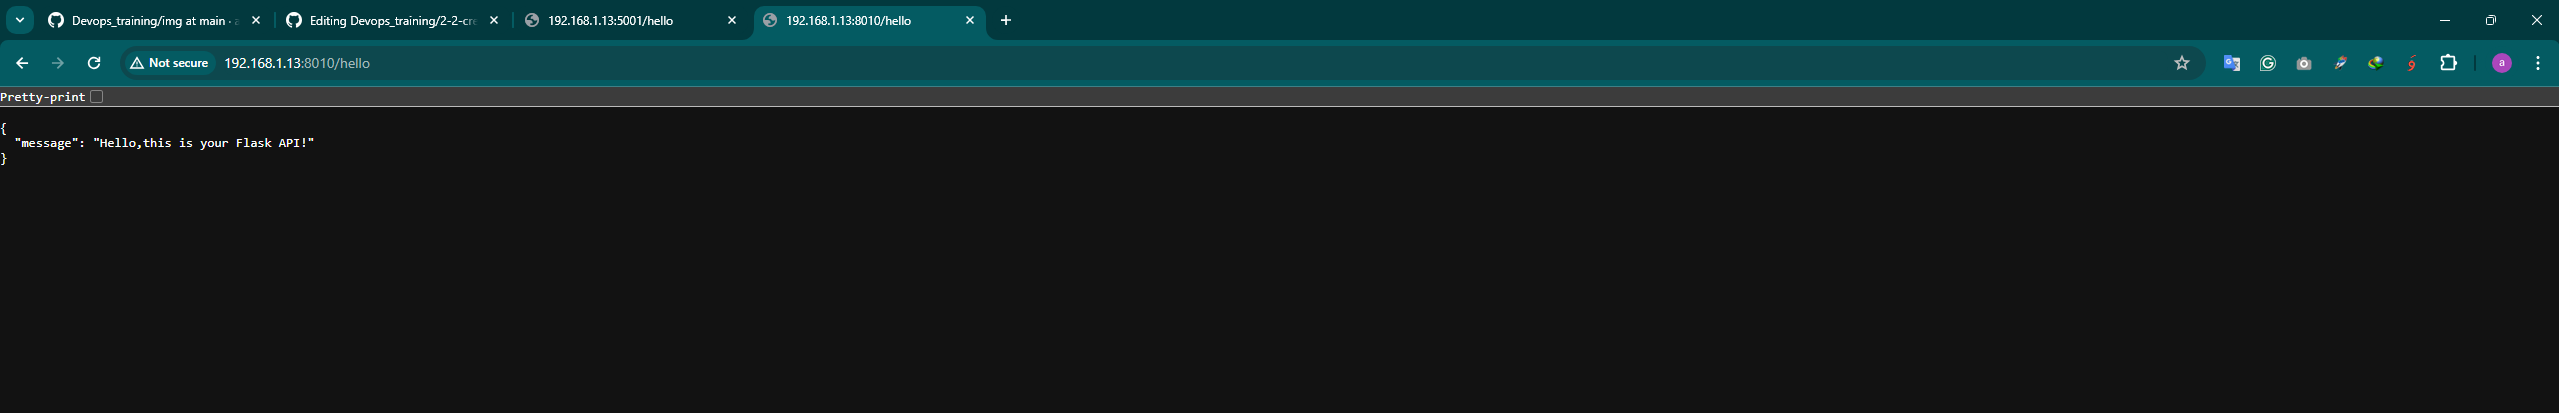 Devops_training/img at main · a
Editing Devops_training/2-2-cre
192.168.1.13:5001/hello
192.168.1.13:8010/hello
Not secure
192.168.1.13:8010/hello
a
Pretty-print
{
"message": "Hello,this is your Flask API!"
}